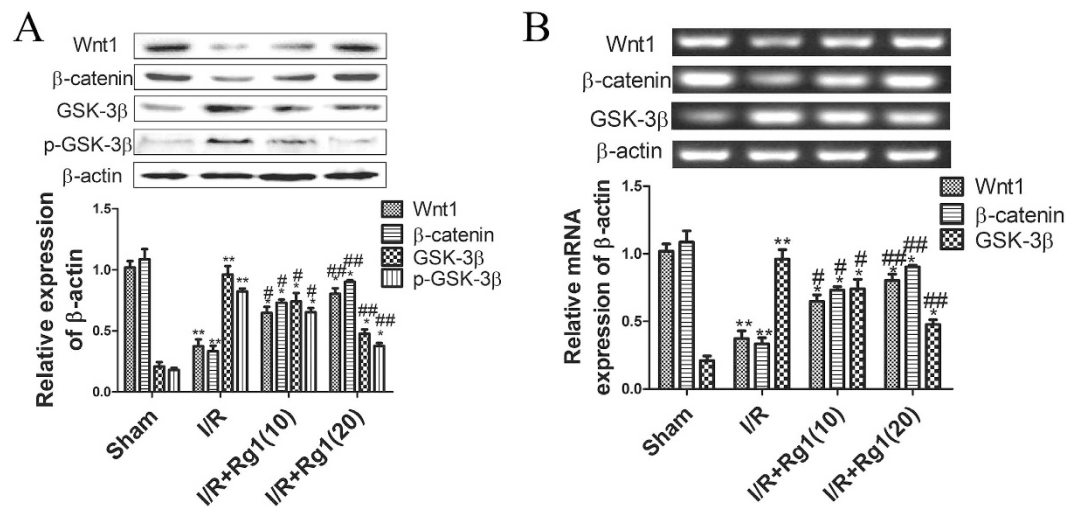 A
Wnt1
β-catenin
GSK-3β
p-GSK-3β
β-actin
Relative expression
of β-actin
1.5
1.0
0.5
0.0
** ** ** **
# * # * # * # *
## * ## * ## * ## *
Wnt1
β-catenin
GSK-3β
p-GSK-3β
Sham
I/R
I/R+Rg1(10)
I/R+Rg1(20)
B
Wnt1
β-catenin
GSK-3β
β-actin
Relative mRNA
expression of β-actin
1.5
1.0
0.5
0.0
** ** **
# * # * # *
## * ## * ## *
Wnt1
β-catenin
GSK-3β
Sham
I/R
I/R+Rg1(10)
I/R+Rg1(20)